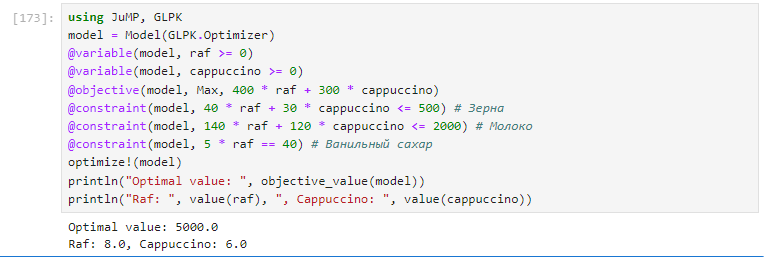 [173]: using JuMP, GLPK
model = Model(GLPK.Optimizer)
@variable(model, raf >= 0)
@variable(model, cappuccino >= 0)
@objective(model, Max, 400 * raf + 300 * cappuccino)
@constraint(model, 40 * raf + 30 * cappuccino <= 500) # Зерна
@constraint(model, 140 * raf + 120 * cappuccino <= 2000) # Молоко
@constraint(model, 5 * raf == 40) # Ванильный сахар
optimize!(model)
println("Optimal value: ", objective_value(model))
println("Raf: ", value(raf), ", Cappuccino: ", value(cappuccino))
Optimal value: 5000.0
Raf: 8.0, Cappuccino: 6.0